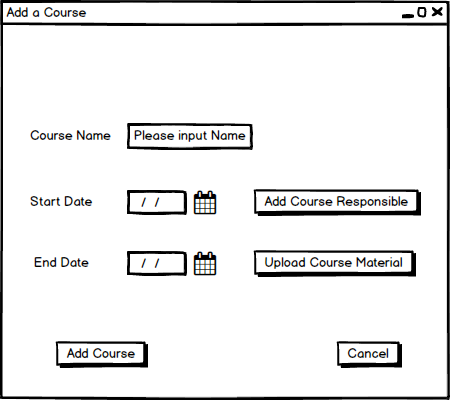 Add a Course
Course Name
Please input Name
Start Date
/ /
Add Course Responsible
End Date
/ /
Upload Course Material
Add Course
Cancel